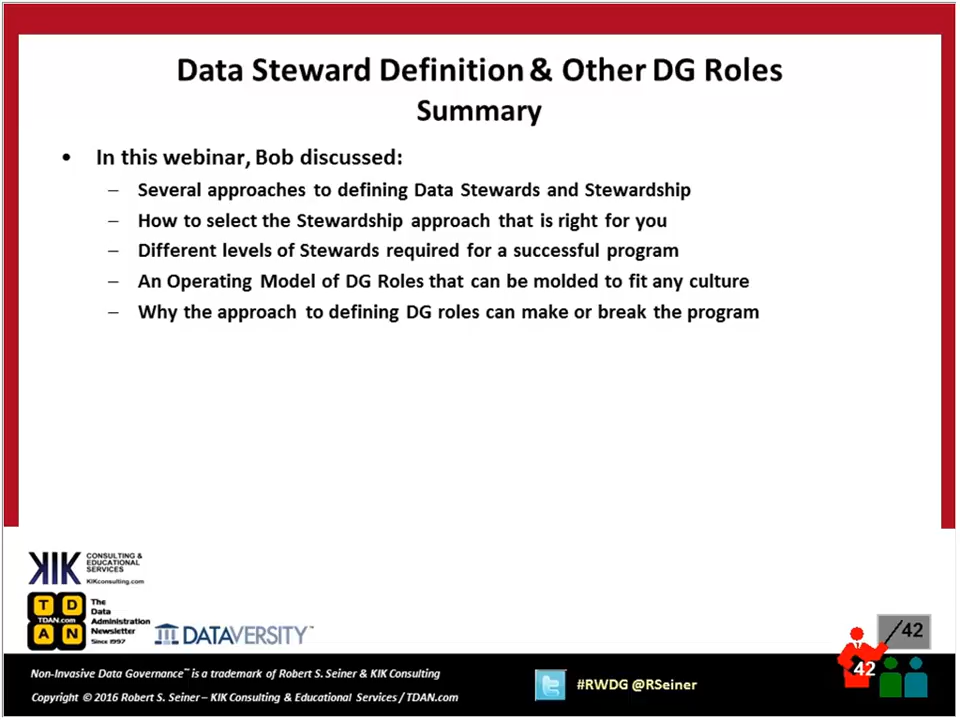 Data Steward Definition & Other DG Roles
Summary
• In this webinar, Bob discussed:
– Several approaches to defining Data Stewards and Stewardship
– How to select the Stewardship approach that is right for you
– Different levels of Stewards required for a successful program
– An Operating Model of DG Roles that can be molded to fit any culture
– Why the approach to defining DG roles can make or break the program
KIK CONSULTING &
EDUCATIONAL
SERVICES
KIKconsulting.com
T D
TDAN.com
A N
The
Data
Administration
Newsletter
Since 1997
DATAVERSITY™
/42
42
Non-Invasive Data Governance™ is a trademark of Robert S. Seiner & KIK Consulting
Copyright © 2016 Robert S. Seiner – KIK Consulting & Educational Services / TDAN.com
#RWDG @RSeiner